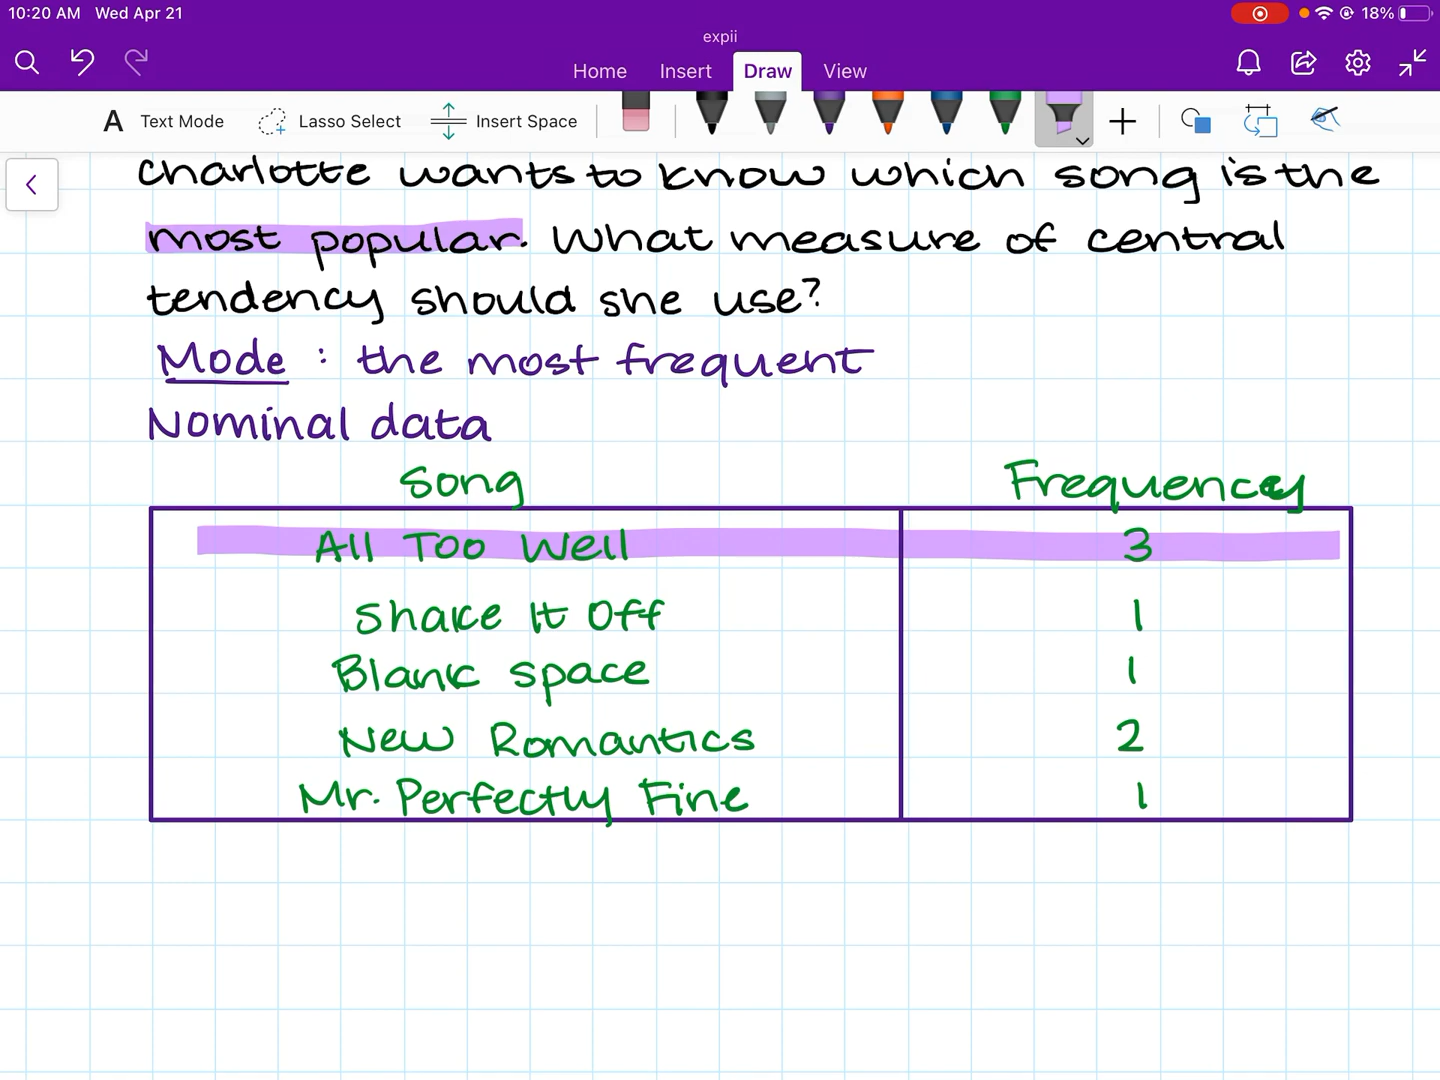 10:20 AM Wed Apr 21
18%
expii
Home Insert Draw View
A Text Mode Lasso Select Insert Space
Charlotte wants to know which song is the
most popular. What measure of central
tendency should she use?
Mode : the most frequent
Nominal data
Song Frequency
All Too Well 3
Shake It Off 1
Blank space 1
New Romantics 2
Mr. Perfectly Fine 1